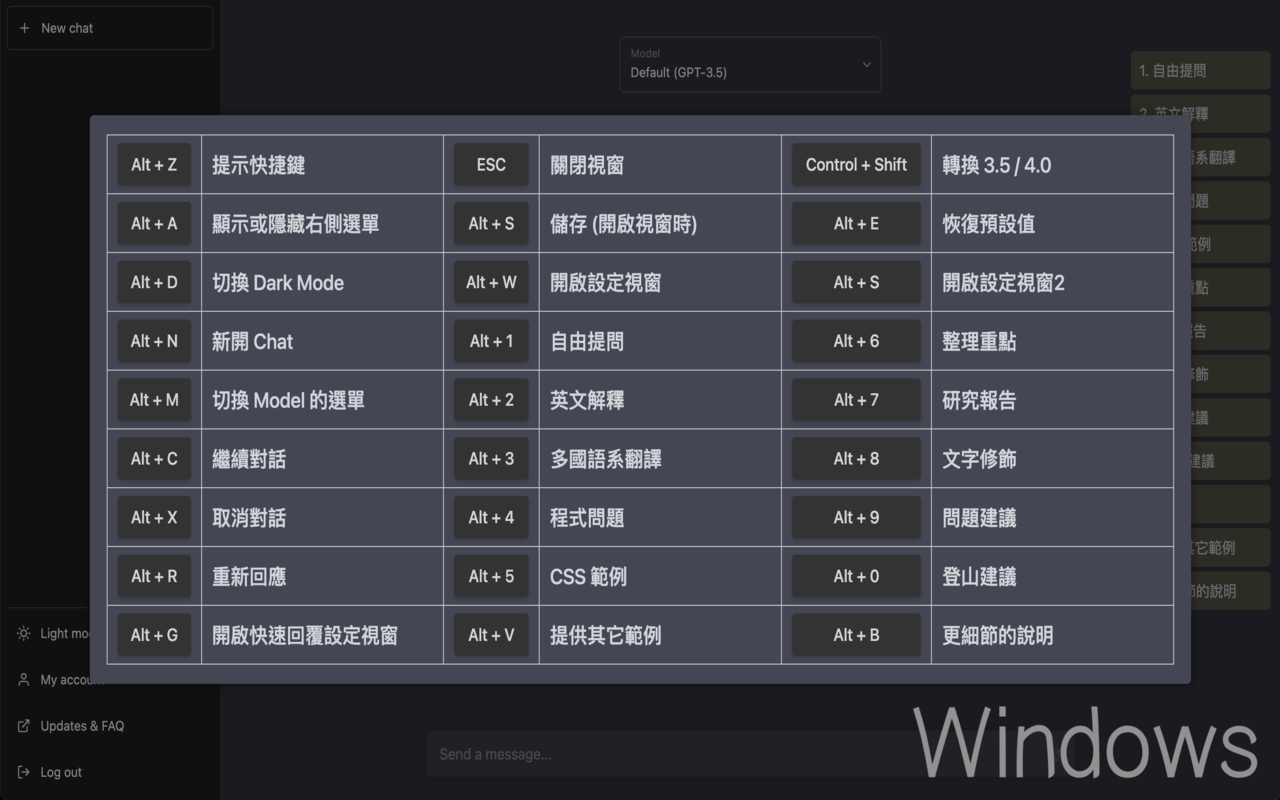 New chat
Model
Default (GPT-3.5)
1. 自由提問
2. 英文解釋
Alt + Z 提示快捷鍵 ESC 關閉視窗 Control + Shift 轉換 3.5 / 4.0
Alt + A 顯示或隱藏右側選單 Alt + S 儲存 (開啟視窗時) Alt + E 恢復預設值
Alt + D 切換 Dark Mode Alt + W 開啟設定視窗 Alt + S 開啟設定視窗2
Alt + N 新開 Chat Alt + 1 自由提問 Alt + 6 整理重點
Alt + M 切換 Model 的選單 Alt + 2 英文解釋 Alt + 7 研究報告
Alt + C 繼續對話 Alt + 3 多國語系翻譯 Alt + 8 文字修飾
Alt + X 取消對話 Alt + 4 程式問題 Alt + 9 問題建議
Alt + R 重新回應 Alt + 5 CSS 範例 Alt + 0 登山建議
Alt + G 開啟快速回覆設定視窗 Alt + V 提供其它範例 Alt + B 更細節的說明
語系翻譯
問題
範例
重點
報告
修飾
建議
建議
其它範例
節的說明
Light mo
My accou
Updates & FAQ
Log out
Send a message...
Windows